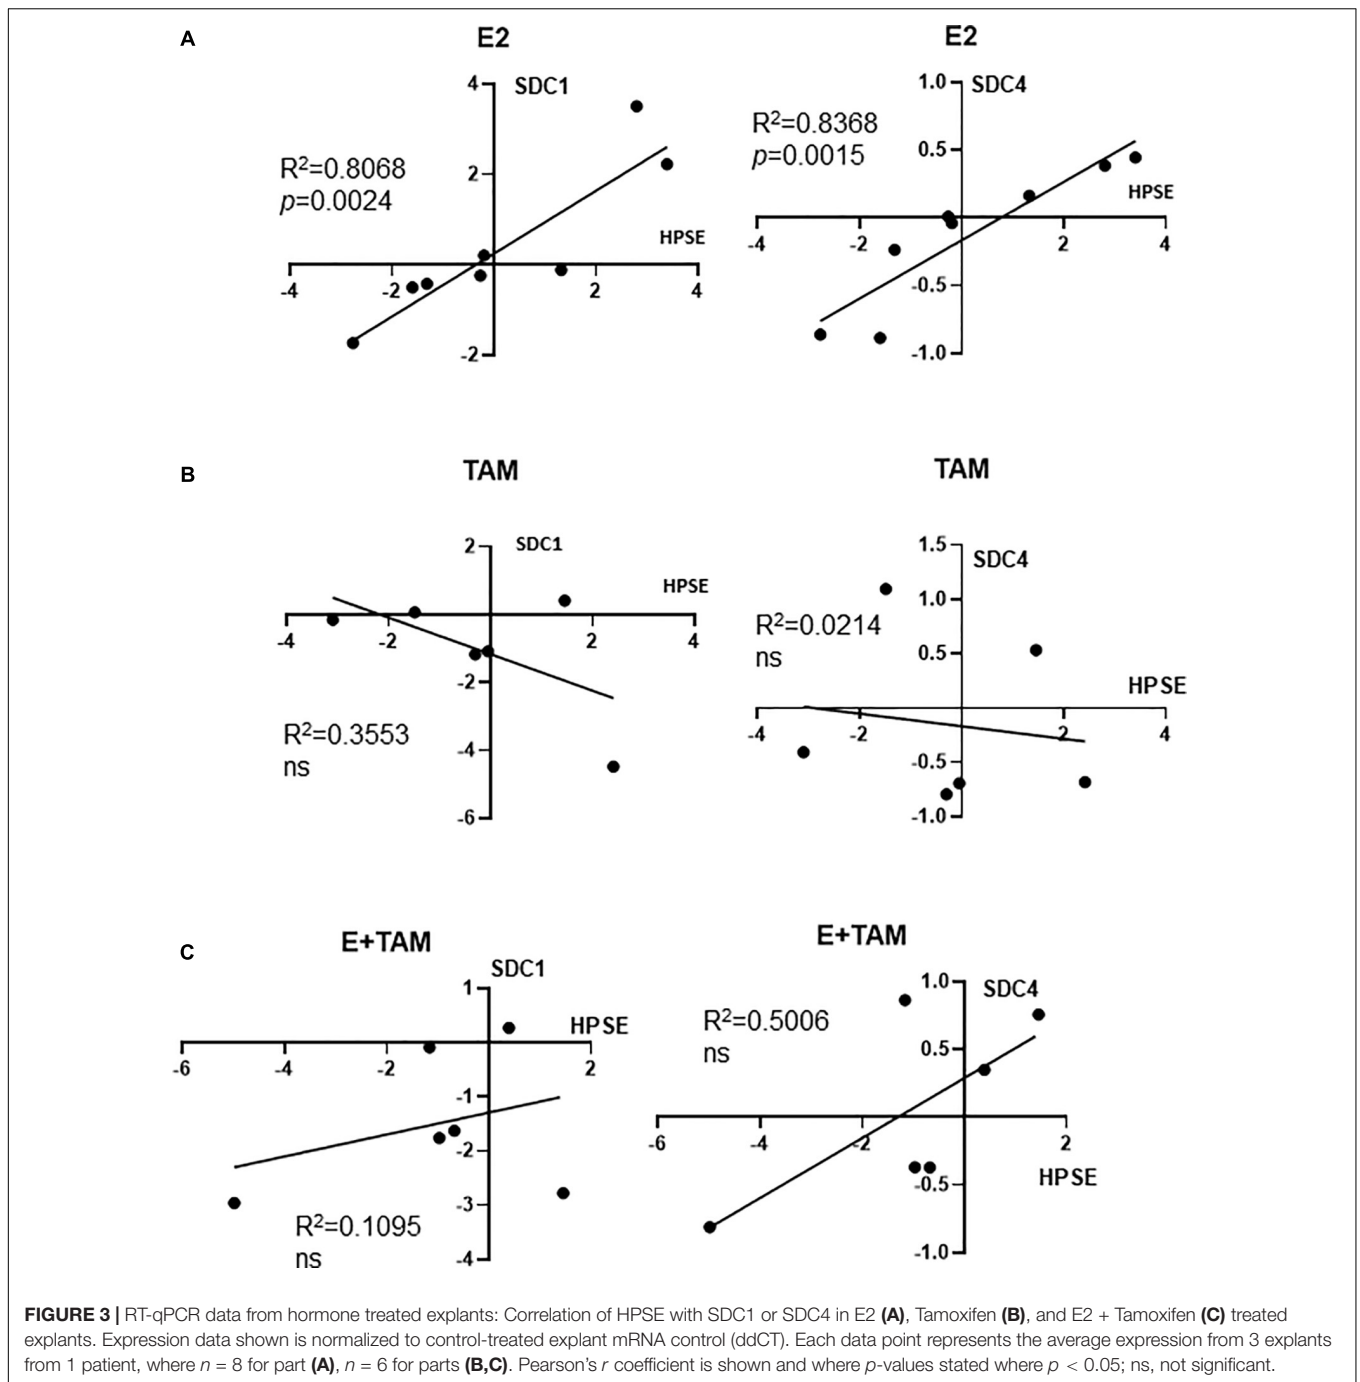 A
E2
E2
4
SDC1
R²=0.8068
p=0.0024
2
HPSE
-4
-2
2
4
-2
1.0
SDC4
R²=0.8368
p=0.0015
0.5
HPSE
-4
-2
2
4
-0.5
-1.0
B
TAM
TAM
2
SDC1
HPSE
-4
-2
2
4
-2
R²=0.3553
ns
-4
-6
1.5
SDC4
1.0
R²=0.0214
ns
0.5
HPSE
-4
-2
2
4
-0.5
-1.0
C
E+TAM
E+TAM
SDC1
1
HPSE
-6
-4
-2
2
-1
-2
-3
R²=0.1095
ns
-4
1.0
SDC4
R²=0.5006
ns
0.5
-6
-4
-2
2
HPSE
-0.5
-1.0
FIGURE 3 | RT-qPCR data from hormone treated explants: Correlation of HPSE with SDC1 or SDC4 in E2 (A), Tamoxifen (B), and E2 + Tamoxifen (C) treated
explants. Expression data shown is normalized to control-treated explant mRNA control (ddCT). Each data point represents the average expression from 3 explants
from 1 patient, where n = 8 for part (A), n = 6 for parts (B,C). Pearson's r coefficient is shown and where p-values stated where p < 0.05; ns, not significant.